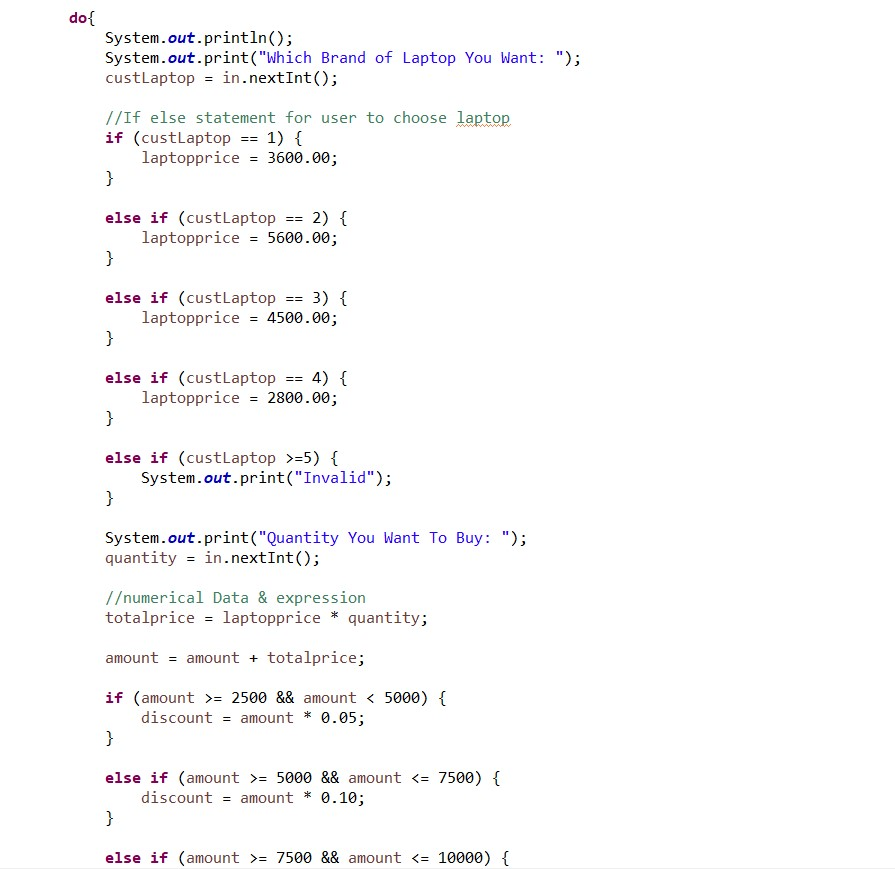 do{
System.out.println();
System.out.print("Which Brand of Laptop You Want: ");
custLaptop = in.nextInt();
//If else statement for user to choose laptop
if (custLaptop == 1) {
laptopprice = 3600.00;
}
else if (custLaptop == 2) {
laptopprice = 5600.00;
}
else if (custLaptop == 3) {
laptopprice = 4500.00;
}
else if (custLaptop == 4) {
laptopprice = 2800.00;
}
else if (custLaptop >=5) {
System.out.print("Invalid");
}
System.out.print("Quantity You Want To Buy: ");
quantity = in.nextInt();
//numerical Data & expression
totalprice = laptopprice * quantity;
amount = amount + totalprice;
if (amount >= 2500 && amount < 5000) {
discount = amount * 0.05;
}
else if (amount >= 5000 && amount <= 7500) {
discount = amount * 0.10;
}
else if (amount >= 7500 && amount <= 10000) {